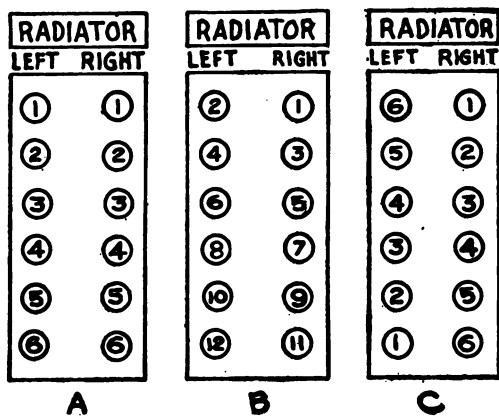 RADIATOR RADIATOR RADIATOR
LEFT RIGHT LEFT RIGHT LEFT RIGHT
1 1 2 1 6 1
2 2 4 3 5 2
3 3 6 5 4 3
4 4 8 7 3 4
5 5 10 9 2 5
6 6 12 11 1 6
A B C